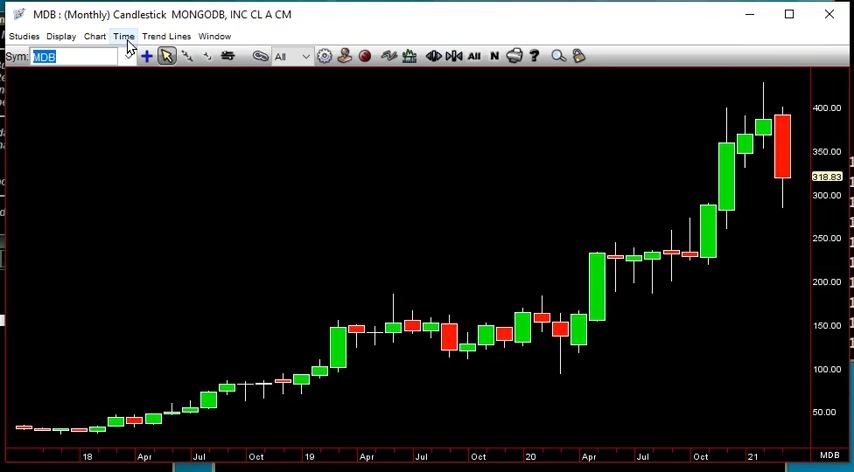 MDB : (Monthly) Candlestick MONGODB, INC CL A CM
Studies Display Chart Time Trend Lines Window
Sym: MDB All All N ?
400.00
350.00
318.83
300.00
250.00
200.00
150.00
100.00
50.00
18 Apr Jul Oct 19 Apr Jul Oct 20 Apr Jul Oct 21 MDB